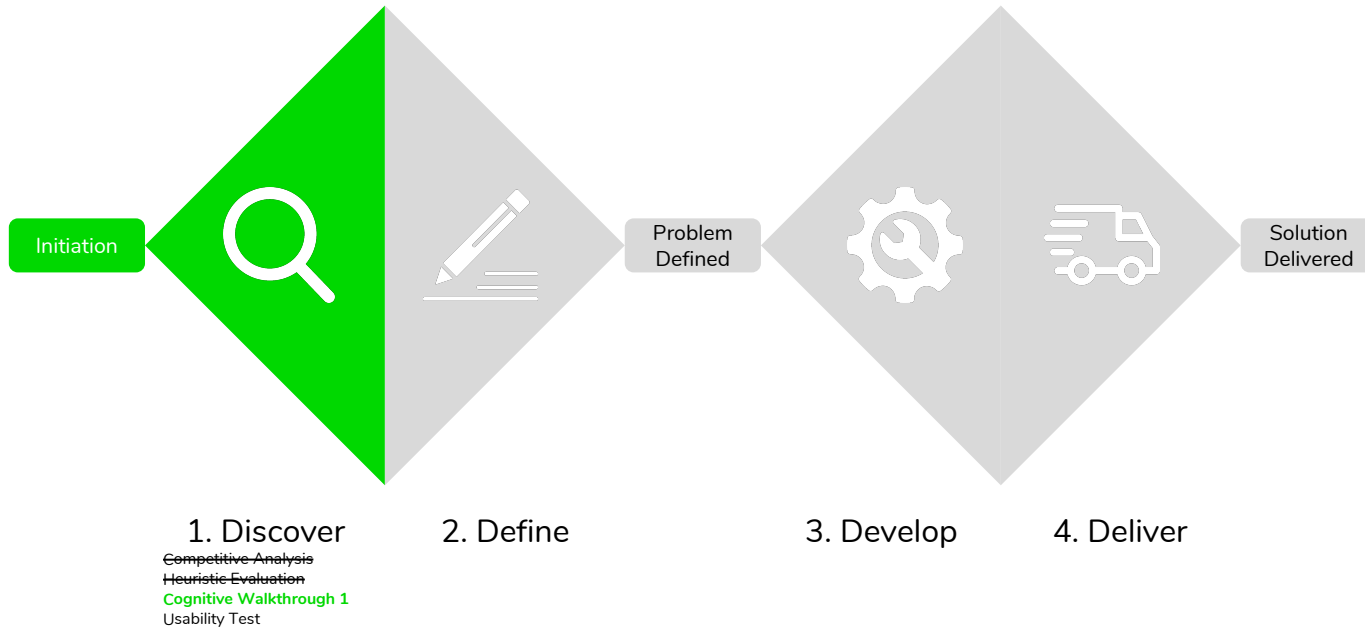 Initiation
Problem
Defined
Solution
Delivered
1. Discover
2. Define
3. Develop
4. Deliver
Competitive Analysis
Heuristic Evaluation
Cognitive Walkthrough 1
Usability Test